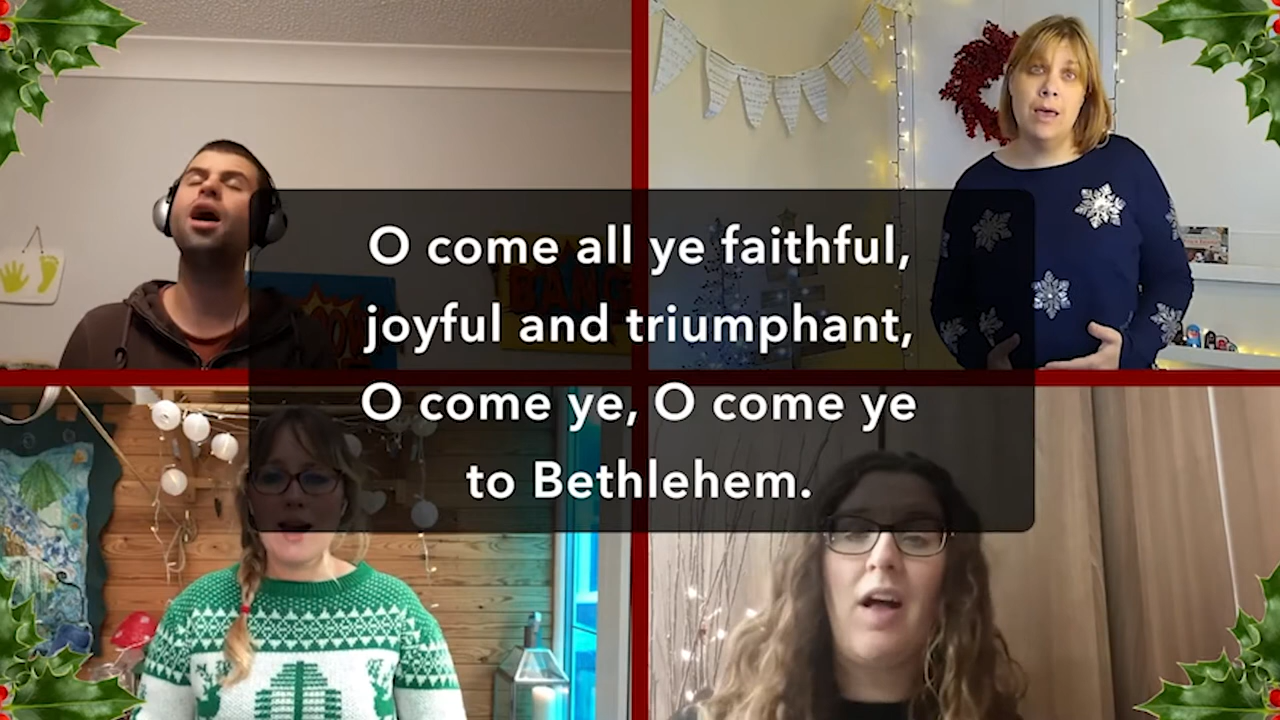 O come all ye faithful,
joyful and triumphant,
O come ye, O come ye
to Bethlehem.